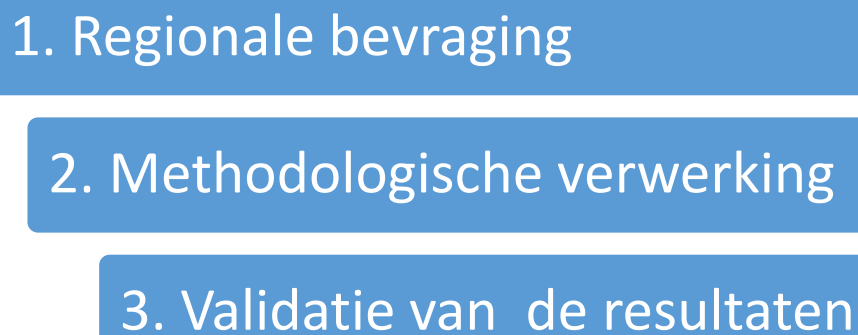 1. Regionale bevraging
2. Methodologische verwerking
3. Validatie van  de resultaten